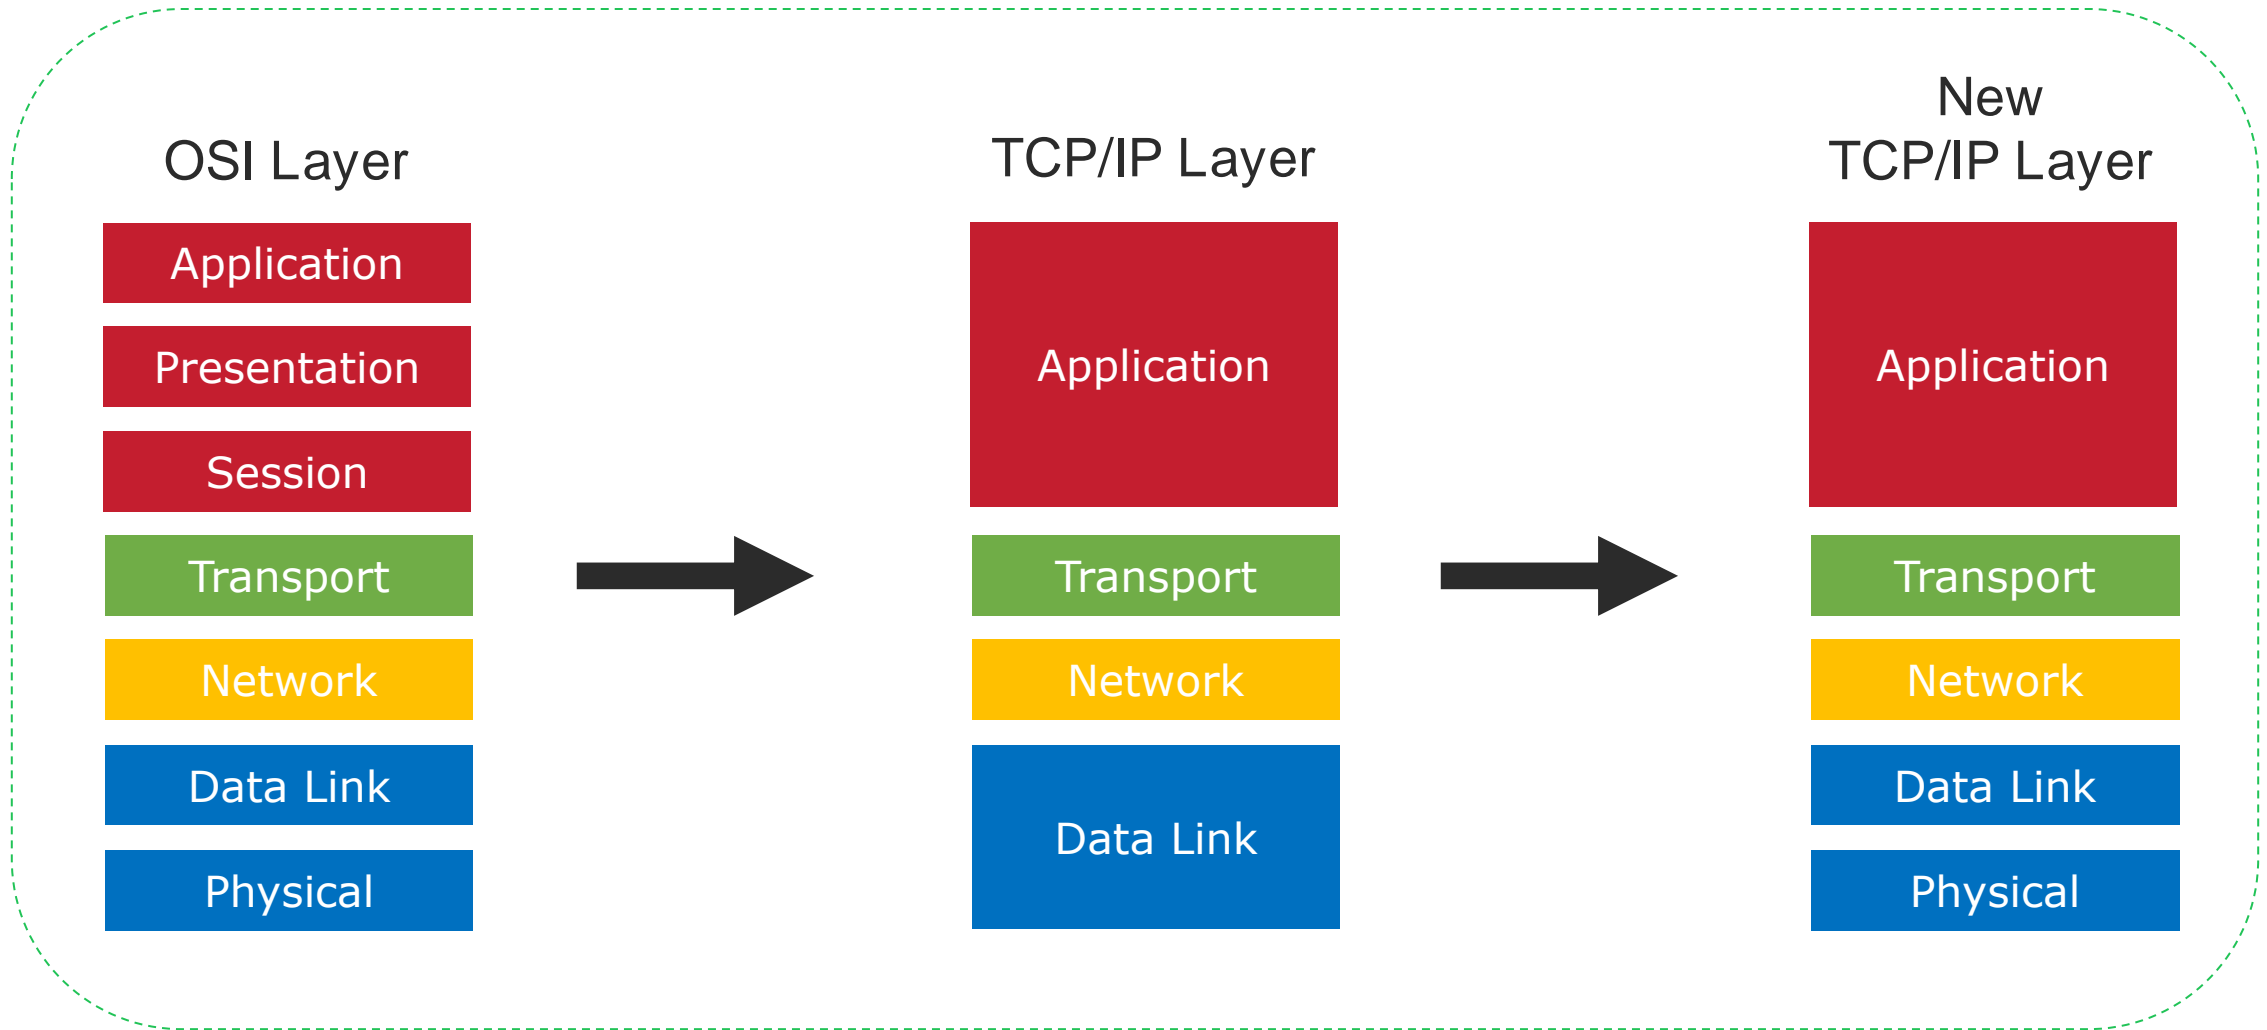 OSI Layer
Application
Presentation
Session
Transport
Network
Data Link
Physical
TCP/IP Layer
Application
Transport
Network
Data Link
New
TCP/IP Layer
Application
Transport
Network
Data Link
Physical